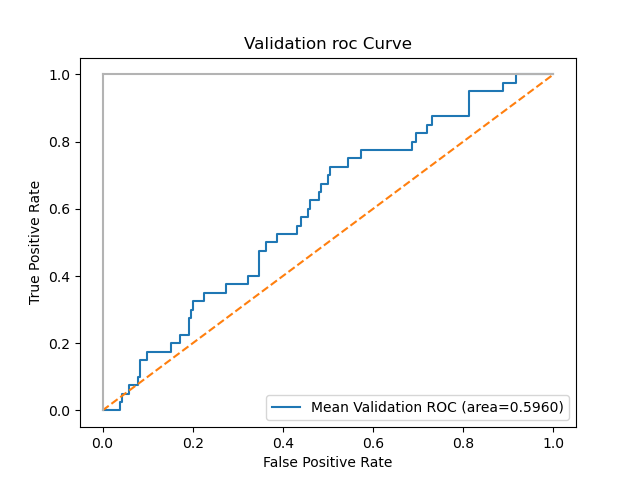 Validation roc Curve
True Positive Rate
1.0
0.8
0.6
0.4
0.2
0.0
Mean Validation ROC (area=0.5960)
0.0 0.2 0.4 0.6 0.8 1.0
False Positive Rate